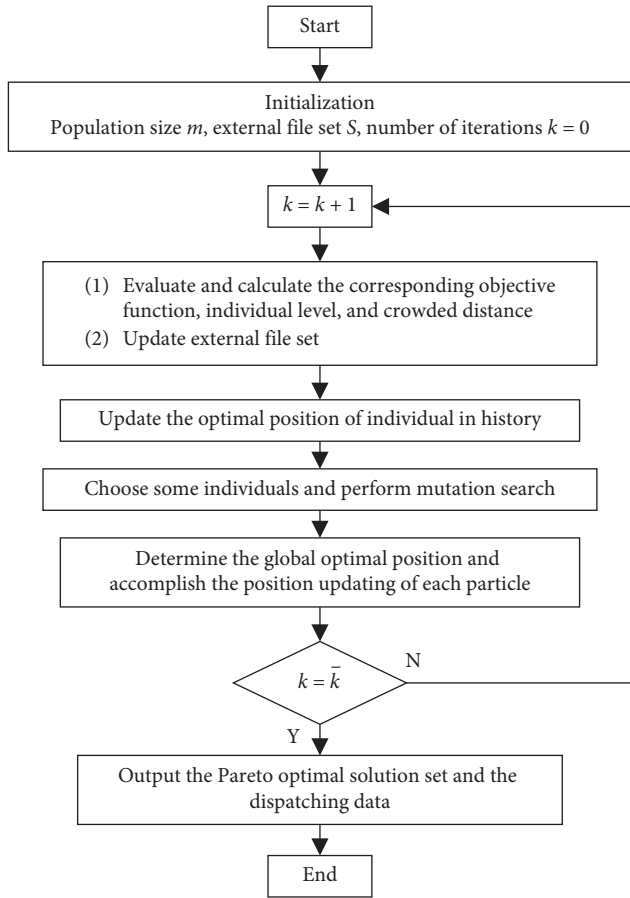 Start
Initialization
Population size m, external file set S, number of iterations k = 0
k = k + 1
(1) Evaluate and calculate the corresponding objective
function, individual level, and crowded distance
(2) Update external file set
Update the optimal position of individual in history
Choose some individuals and perform mutation search
Determine the global optimal position and
accomplish the position updating of each particle
N
k = k̄
Y
Output the Pareto optimal solution set and the
dispatching data
End